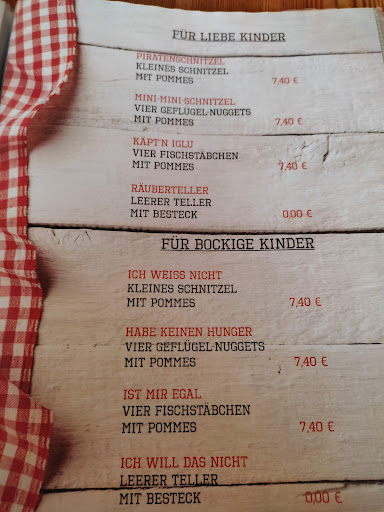 FÜR LIEBE KINDER
PIRATENSCHNITZEL
KLEINES SCHNITZEL
MIT POMMES 7,40 €
MINI-MINI-SCHNITZEL
VIER GEFLÜGEL-NUGGETS
MIT POMMES 7,40 €
KÄPT'N IGLU
VIER FISCHSTÄBCHEN
MIT POMMES 7,40 €
RÄUBERTELLER
LEERER TELLER
MIT BESTECK 0,00 €
FÜR BOCKIGE KINDER
ICH WEISS NICHT
KLEINES SCHNITZEL
MIT POMMES 7,40 €
HABE KEINEN HUNGER
VIER GEFLÜGEL-NUGGETS
MIT POMMES 7,40 €
IST MIR EGAL
VIER FISCHSTÄBCHEN
MIT POMMES 7,40 €
ICH WILL DAS NICHT
LEERER TELLER
MIT BESTECK 0,00 €